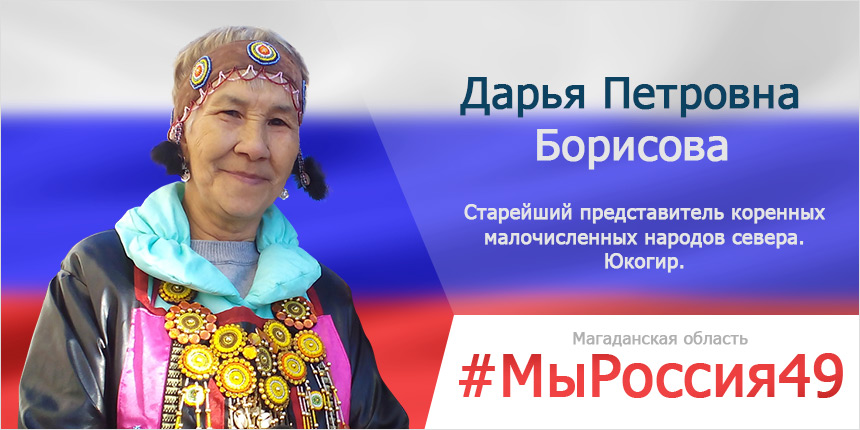 Дарья Петровна
Борисова
Старейший представитель коренных
малочисленных народов севера.
Юкогир.
Магаданская область
#МыРоссия49